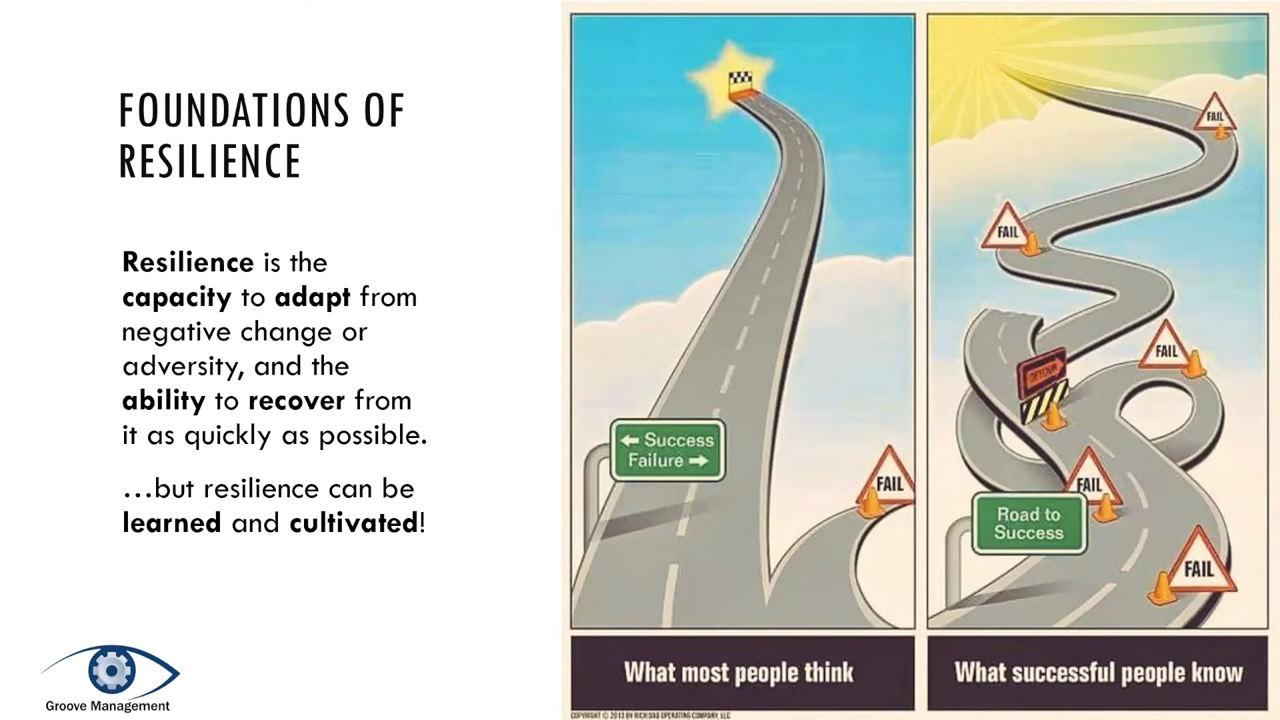 FOUNDATIONS OF
RESILIENCE
Resilience is the
capacity to adapt from
negative change or
adversity, and the
ability to recover from
it as quickly as possible.
...but resilience can be
learned and cultivated!
Groove Management
← Success
Failure →
FAIL
What most people think
FAIL
FAIL
FAIL
DETOUR
FAIL
Road to
Success
FAIL
What successful people know
COPYRIGHT © 2013 BY RICH DAD OPERATING COMPANY, LLC